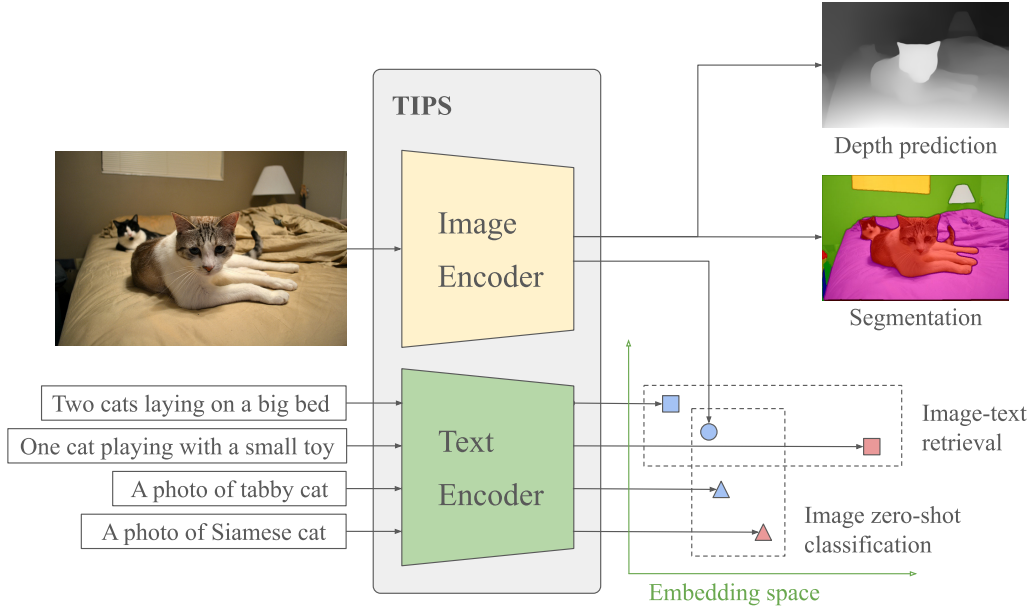 TIPS
Depth prediction
Image
Encoder
Segmentation
Two cats laying on a big bed
One cat playing with a small toy
A photo of tabby cat
A photo of Siamese cat
Text
Encoder
Image-text
retrieval
Image zero-shot
classification
Embedding space